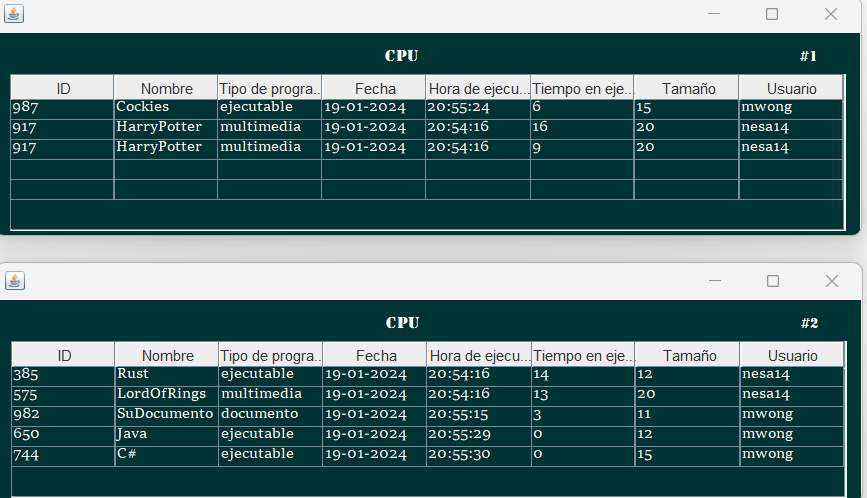 CPU #1
ID Nombre Tipo de progra... Fecha Hora de ejecu... Tiempo en eje... Tamaño Usuario
987 Cockies ejecutable 19-01-2024 20:55:24 6 15 mwong
917 HarryPotter multimedia 19-01-2024 20:54:16 16 20 nesa14
917 HarryPotter multimedia 19-01-2024 20:54:16 9 20 nesa14
CPU #2
ID Nombre Tipo de progra... Fecha Hora de ejecu... Tiempo en eje... Tamaño Usuario
385 Rust ejecutable 19-01-2024 20:54:16 14 12 nesa14
575 LordOfRings multimedia 19-01-2024 20:54:16 13 20 nesa14
982 SuDocumento documento 19-01-2024 20:55:15 3 11 mwong
650 Java ejecutable 19-01-2024 20:55:29 0 12 mwong
744 C# ejecutable 19-01-2024 20:55:30 0 15 mwong